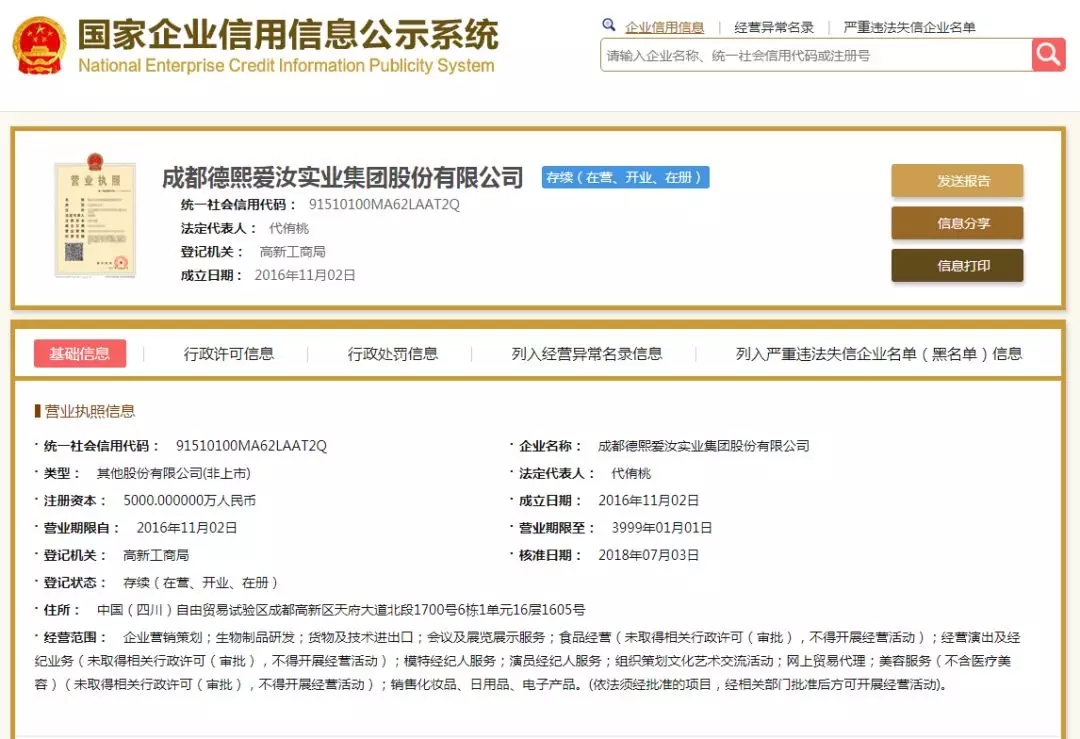 国家企业信用信息公示系统
National Enterprise Credit Information Publicity System
企业信用信息 | 经营异常名录 | 严重违法失信企业名单
请输入企业名称、统一社会信用代码或注册号
营业执照
成都德熙爱汝实业集团股份有限公司 存续（在营、开业、在册）
统一社会信用代码： 91510100MA62LAAT2Q
法定代表人： 代侑桃
登记机关： 高新工商局
成立日期： 2016年11月02日
发送报告
信息分享
信息打印
基础信息 | 行政许可信息 | 行政处罚信息 | 列入经营异常名录信息 | 列入严重违法失信企业名单（黑名单）信息
营业执照信息
· 统一社会信用代码： 91510100MA62LAAT2Q · 企业名称： 成都德熙爱汝实业集团股份有限公司
· 类型： 其他股份有限公司(非上市) · 法定代表人： 代侑桃
· 注册资本： 5000.000000万人民币 · 成立日期： 2016年11月02日
· 营业期限自： 2016年11月02日 · 营业期限至： 3999年01月01日
· 登记机关： 高新工商局 · 核准日期： 2018年07月03日
· 登记状态： 存续（在营、开业、在册）
· 住所： 中国（四川）自由贸易试验区成都高新区天府大道北段1700号6栋1单元16层1605号
· 经营范围： 企业营销策划；生物制品研发；货物及技术进出口；会议及展览展示服务；食品经营（未取得相关行政许可（审批），不得开展经营活动）；经营演出及经
纪业务（未取得相关行政许可（审批），不得开展经营活动）；模特经纪人服务；演员经纪人服务；组织策划文化艺术交流活动；网上贸易代理；美容服务（不含医疗美
容）（未取得相关行政许可（审批），不得开展经营活动）；销售化妆品、日用品、电子产品。(依法须经批准的项目，经相关部门批准后方可开展经营活动)。